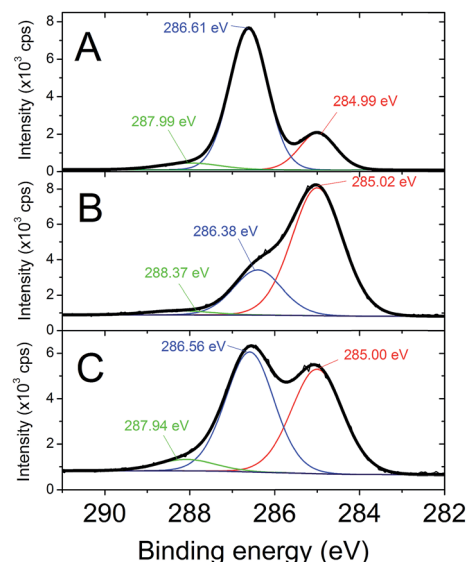 A
286.61 eV
287.99 eV
284.99 eV
Intensity (x10³ cps)
8
6
4
2
0
B
285.02 eV
286.38 eV
288.37 eV
Intensity (x10³ cps)
8
6
4
2
0
C
286.56 eV
285.00 eV
287.94 eV
Intensity (x10³ cps)
8
6
4
2
0
290 288 286 284 282
Binding energy (eV)